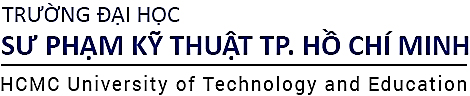 TRƯỜNG ĐẠI HỌC
SƯ PHẠM KỸ THUẬT TP. HỒ CHÍ MINH
HCMC University of Technology and Education